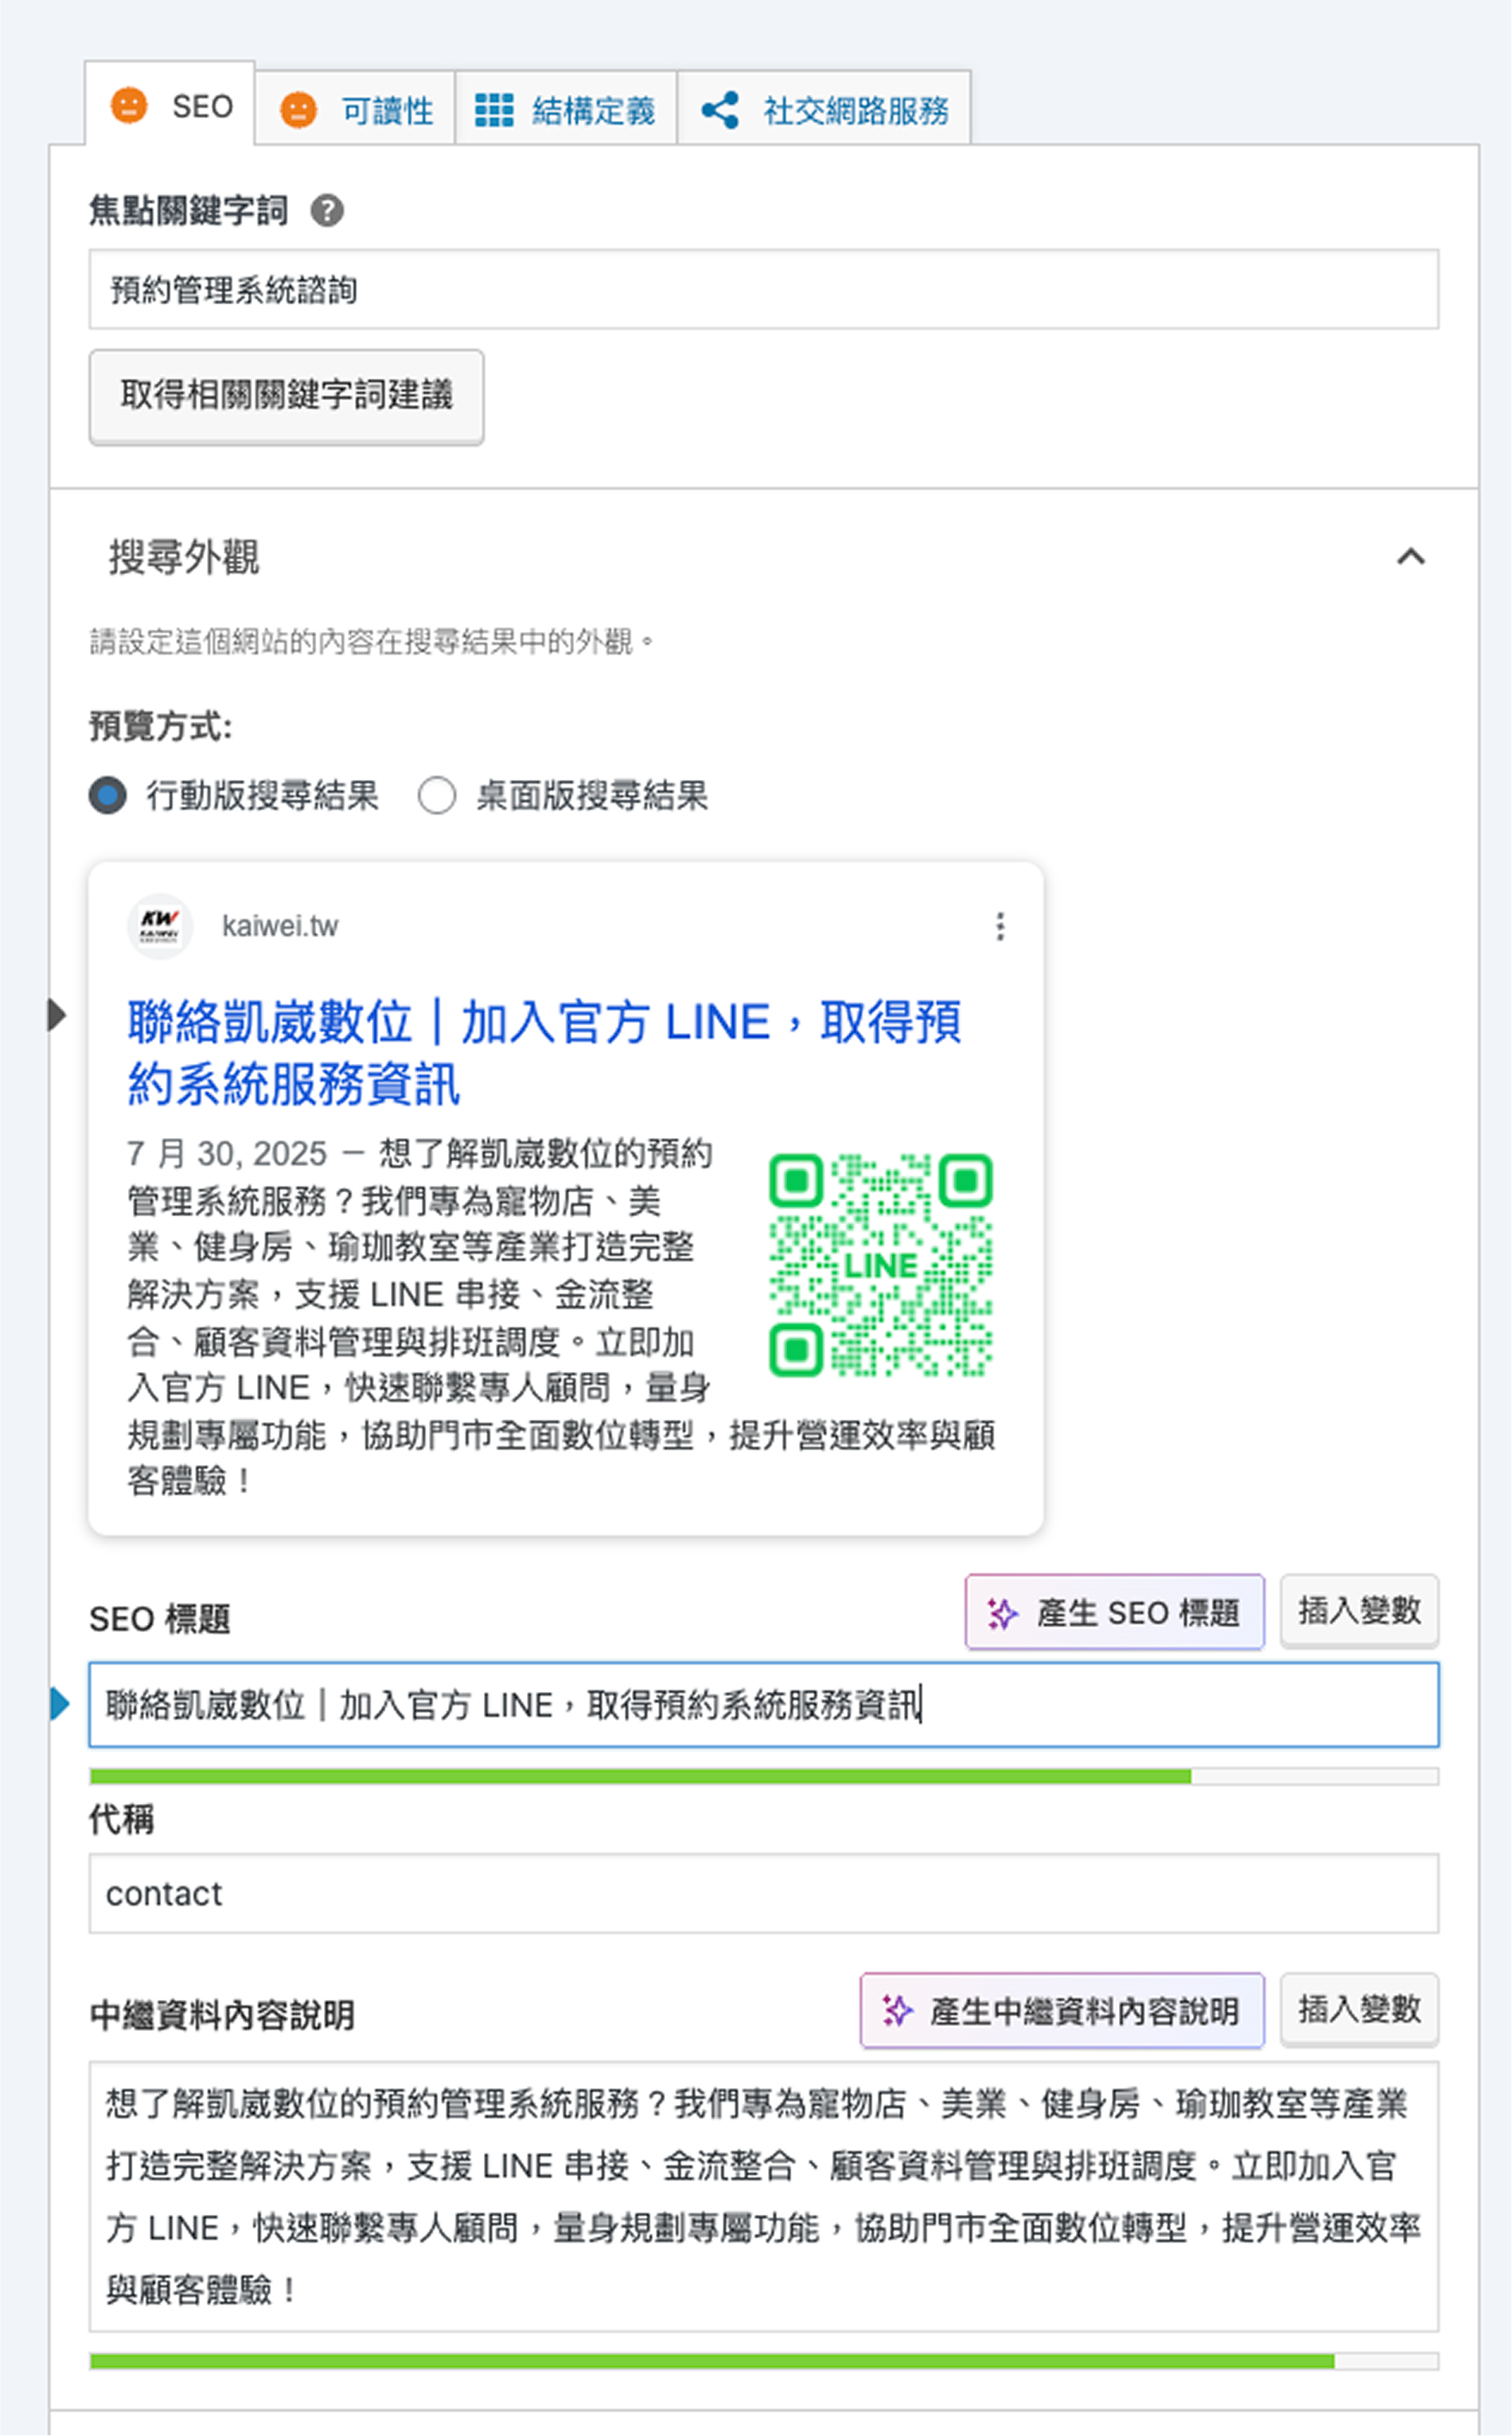 SEO
可讀性
結構定義
社交網路服務
焦點關鍵字詞 ?
預約管理系統諮詢
取得相關關鍵字詞建議
搜尋外觀
請設定這個網站的內容在搜尋結果中的外觀。
預覽方式:
行動版搜尋結果
桌面版搜尋結果
KW
KAIWEI
kaiwei.tw
聯絡凱崴數位｜加入官方 LINE，取得預
約系統服務資訊
7 月 30, 2025 － 想了解凱崴數位的預約
管理系統服務？我們專為寵物店、美
業、健身房、瑜珈教室等產業打造完整
解決方案，支援 LINE 串接、金流整
合、顧客資料管理與排班調度。立即加
入官方 LINE，快速聯繫專人顧問，量身
規劃專屬功能，協助門市全面數位轉型，提升營運效率與顧
客體驗！
LINE
SEO 標題
產生 SEO 標題
插入變數
聯絡凱崴數位｜加入官方 LINE，取得預約系統服務資訊
代稱
contact
中繼資料內容說明
產生中繼資料內容說明
插入變數
想了解凱崴數位的預約管理系統服務？我們專為寵物店、美業、健身房、瑜珈教室等產業
打造完整解決方案，支援 LINE 串接、金流整合、顧客資料管理與排班調度。立即加入官
方 LINE，快速聯繫專人顧問，量身規劃專屬功能，協助門市全面數位轉型，提升營運效率
與顧客體驗！